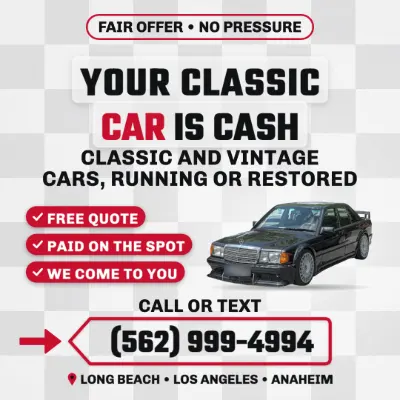 FAIR OFFER • NO PRESSURE
YOUR CLASSIC
CAR IS CASH
CLASSIC AND VINTAGE
CARS, RUNNING OR RESTORED
FREE QUOTE
PAID ON THE SPOT
WE COME TO YOU
CALL OR TEXT
(562) 999-4994
LONG BEACH • LOS ANGELES • ANAHEIM